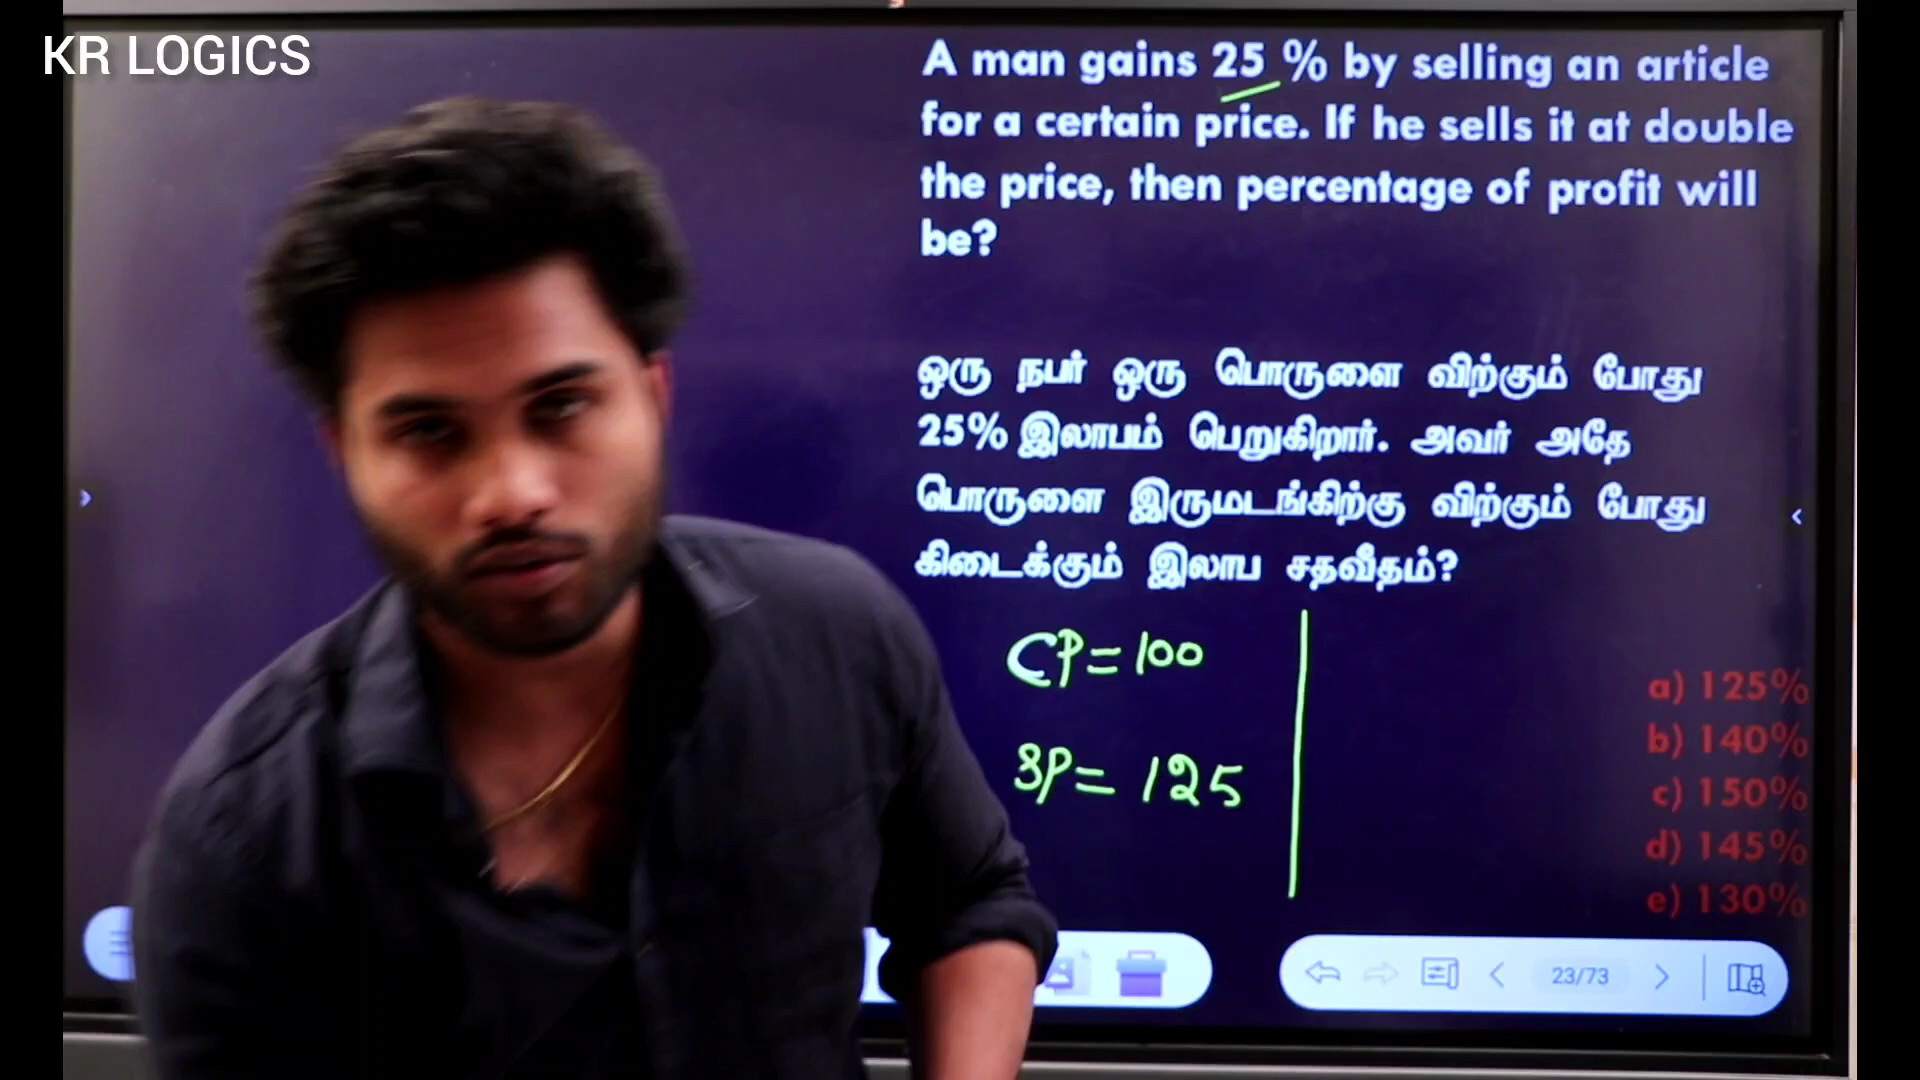 KR LOGICS
A man gains 25 % by selling an article
for a certain price. If he sells it at double
the price, then percentage of profit will
be?
ஒரு நபர் ஒரு பொருளை விற்கும் போது
25% இலாபம் பெறுகிறார். அவர் அதே
பொருளை இருமடங்கிற்கு விற்கும் போது
கிடைக்கும் இலாப சதவீதம்?
CP = 100
SP = 125
a) 125%
b) 140%
c) 150%
d) 145%
e) 130%
23/73